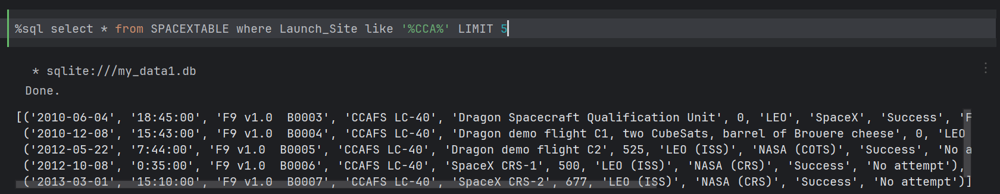 %sql select * from SPACEXTABLE where Launch_Site like '%CCA%' LIMIT 5
* sqlite:///my_data1.db
Done.
[('2010-06-04', '18:45:00', 'F9 v1.0  B0003', 'CCAFS LC-40', 'Dragon Spacecraft Qualification Unit', 0, 'LEO', 'SpaceX', 'Success', 'F
('2010-12-08', '15:43:00', 'F9 v1.0  B0004', 'CCAFS LC-40', 'Dragon demo flight C1, two CubeSats, barrel of Brouere cheese', 0, 'LEO
('2012-05-22', '7:44:00', 'F9 v1.0  B0005', 'CCAFS LC-40', 'Dragon demo flight C2', 525, 'LEO (ISS)', 'NASA (COTS)', 'Success', 'No a
('2012-10-08', '0:35:00', 'F9 v1.0  B0006', 'CCAFS LC-40', 'SpaceX CRS-1', 500, 'LEO (ISS)', 'NASA (CRS)', 'Success', 'No attempt'),
('2013-03-01', '15:10:00', 'F9 v1.0  B0007', 'CCAFS LC-40', 'SpaceX CRS-2', 677, 'LEO (ISS)', 'NASA (CRS)', 'Success', 'No attempt')]